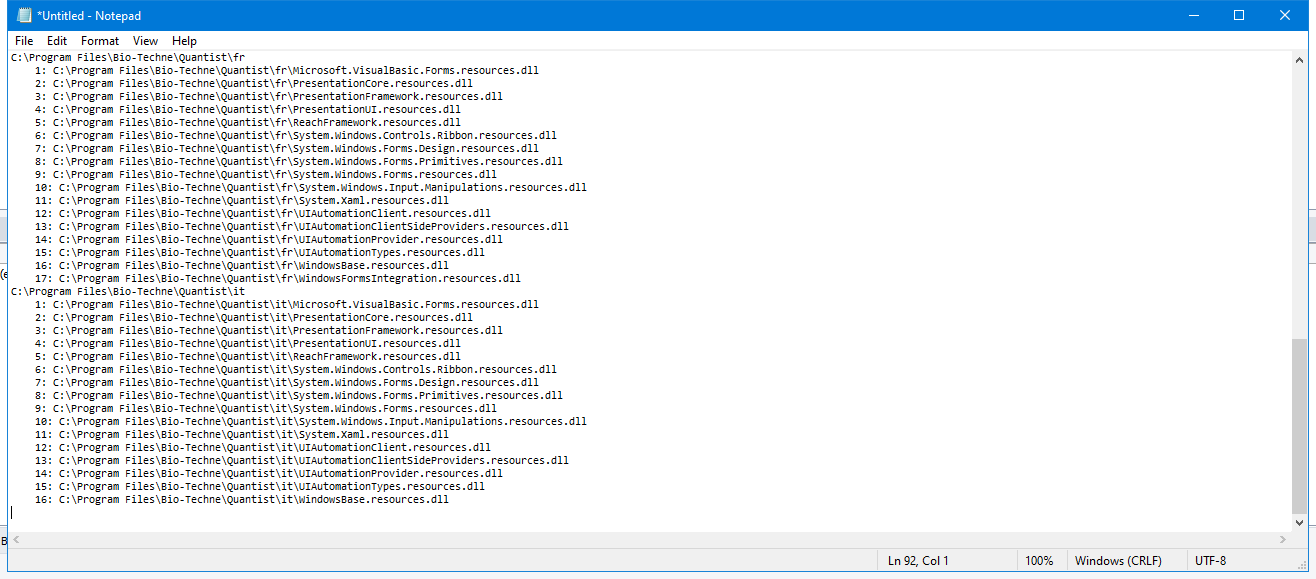 *Untitled - Notepad
File Edit Format View Help
C:\Program Files\Bio-Techne\Quantist\fr
1: C:\Program Files\Bio-Techne\Quantist\fr\Microsoft.VisualBasic.Forms.resources.dll
2: C:\Program Files\Bio-Techne\Quantist\fr\PresentationCore.resources.dll
3: C:\Program Files\Bio-Techne\Quantist\fr\PresentationFramework.resources.dll
4: C:\Program Files\Bio-Techne\Quantist\fr\PresentationUI.resources.dll
5: C:\Program Files\Bio-Techne\Quantist\fr\ReachFramework.resources.dll
6: C:\Program Files\Bio-Techne\Quantist\fr\System.Windows.Controls.Ribbon.resources.dll
7: C:\Program Files\Bio-Techne\Quantist\fr\System.Windows.Forms.Design.resources.dll
8: C:\Program Files\Bio-Techne\Quantist\fr\System.Windows.Forms.Primitives.resources.dll
9: C:\Program Files\Bio-Techne\Quantist\fr\System.Windows.Forms.resources.dll
10: C:\Program Files\Bio-Techne\Quantist\fr\System.Windows.Input.Manipulations.resources.dll
11: C:\Program Files\Bio-Techne\Quantist\fr\System.Xaml.resources.dll
12: C:\Program Files\Bio-Techne\Quantist\fr\UIAutomationClient.resources.dll
13: C:\Program Files\Bio-Techne\Quantist\fr\UIAutomationClientSideProviders.resources.dll
14: C:\Program Files\Bio-Techne\Quantist\fr\UIAutomationProvider.resources.dll
15: C:\Program Files\Bio-Techne\Quantist\fr\UIAutomationTypes.resources.dll
16: C:\Program Files\Bio-Techne\Quantist\fr\WindowsBase.resources.dll
17: C:\Program Files\Bio-Techne\Quantist\fr\WindowsFormsIntegration.resources.dll
C:\Program Files\Bio-Techne\Quantist\it
1: C:\Program Files\Bio-Techne\Quantist\it\Microsoft.VisualBasic.Forms.resources.dll
2: C:\Program Files\Bio-Techne\Quantist\it\PresentationCore.resources.dll
3: C:\Program Files\Bio-Techne\Quantist\it\PresentationFramework.resources.dll
4: C:\Program Files\Bio-Techne\Quantist\it\PresentationUI.resources.dll
5: C:\Program Files\Bio-Techne\Quantist\it\ReachFramework.resources.dll
6: C:\Program Files\Bio-Techne\Quantist\it\System.Windows.Controls.Ribbon.resources.dll
7: C:\Program Files\Bio-Techne\Quantist\it\System.Windows.Forms.Design.resources.dll
8: C:\Program Files\Bio-Techne\Quantist\it\System.Windows.Forms.Primitives.resources.dll
9: C:\Program Files\Bio-Techne\Quantist\it\System.Windows.Forms.resources.dll
10: C:\Program Files\Bio-Techne\Quantist\it\System.Windows.Input.Manipulations.resources.dll
11: C:\Program Files\Bio-Techne\Quantist\it\System.Xaml.resources.dll
12: C:\Program Files\Bio-Techne\Quantist\it\UIAutomationClient.resources.dll
13: C:\Program Files\Bio-Techne\Quantist\it\UIAutomationClientSideProviders.resources.dll
14: C:\Program Files\Bio-Techne\Quantist\it\UIAutomationProvider.resources.dll
15: C:\Program Files\Bio-Techne\Quantist\it\UIAutomationTypes.resources.dll
16: C:\Program Files\Bio-Techne\Quantist\it\WindowsBase.resources.dll
Ln 92, Col 1 100% Windows (CRLF) UTF-8